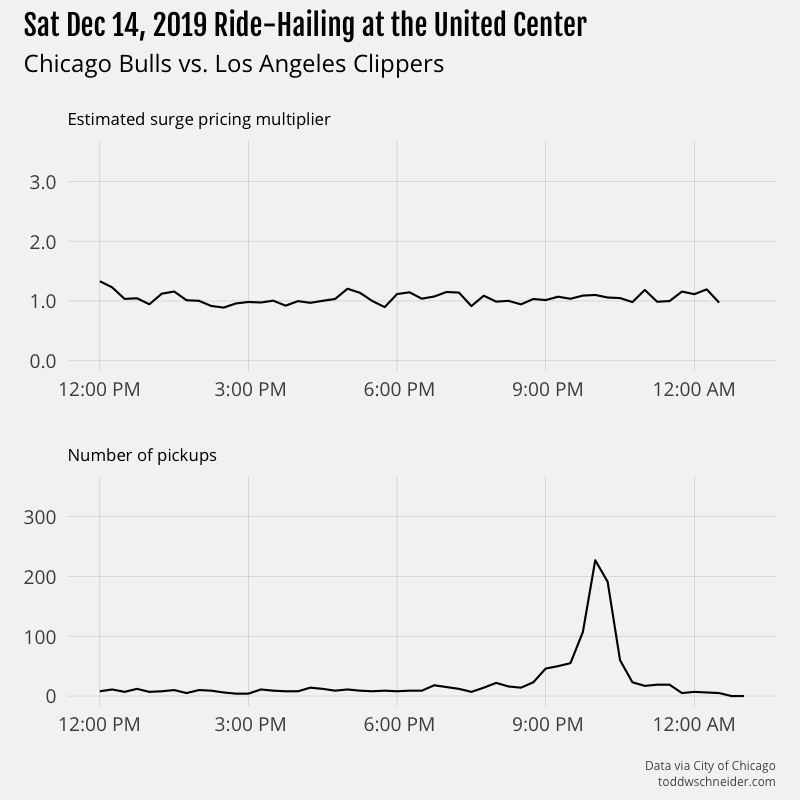 Sat Dec 14, 2019 Ride-Hailing at the United Center
Chicago Bulls vs. Los Angeles Clippers
Estimated surge pricing multiplier
3.0
2.0
1.0
0.0
12:00 PM 3:00 PM 6:00 PM 9:00 PM 12:00 AM
Number of pickups
300
200
100
0
12:00 PM 3:00 PM 6:00 PM 9:00 PM 12:00 AM
Data via City of Chicago
toddwschneider.com